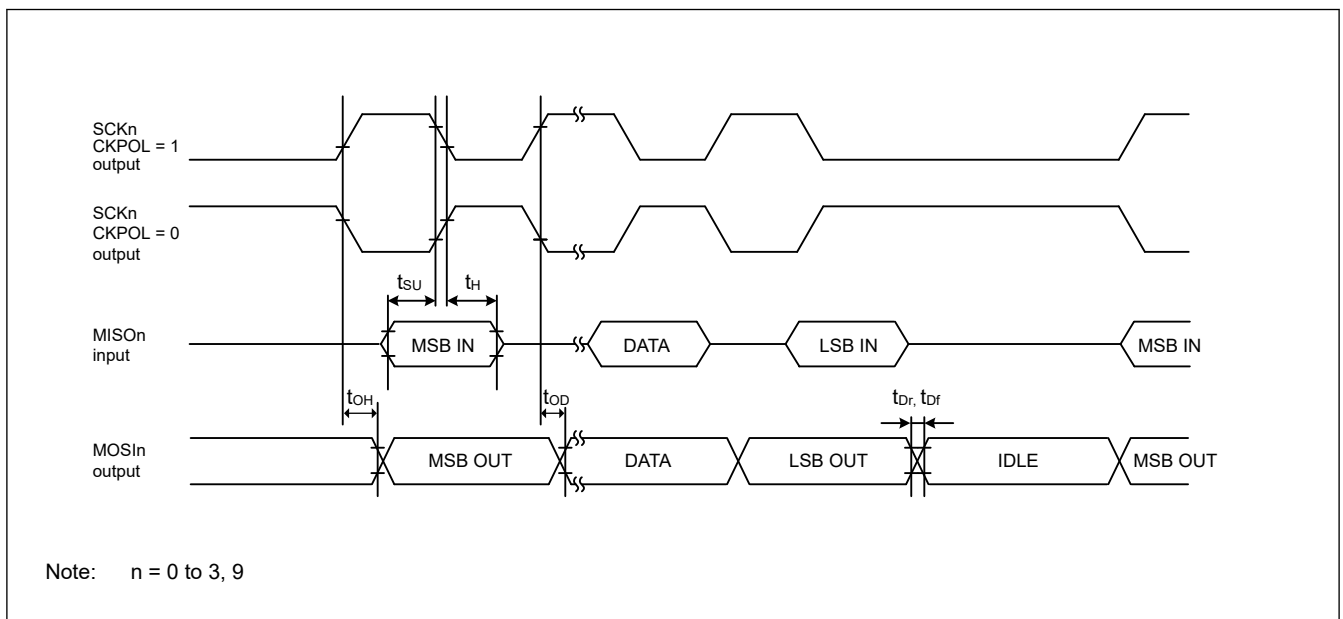 SCKn
CKPOL = 1
output
SCKn
CKPOL = 0
output
tSU
tH
MISOn
input
MSB IN
DATA
LSB IN
MSB IN
tOH
tOD
tDr, tDf
MOSIn
output
MSB OUT
DATA
LSB OUT
IDLE
MSB OUT
Note: n = 0 to 3, 9